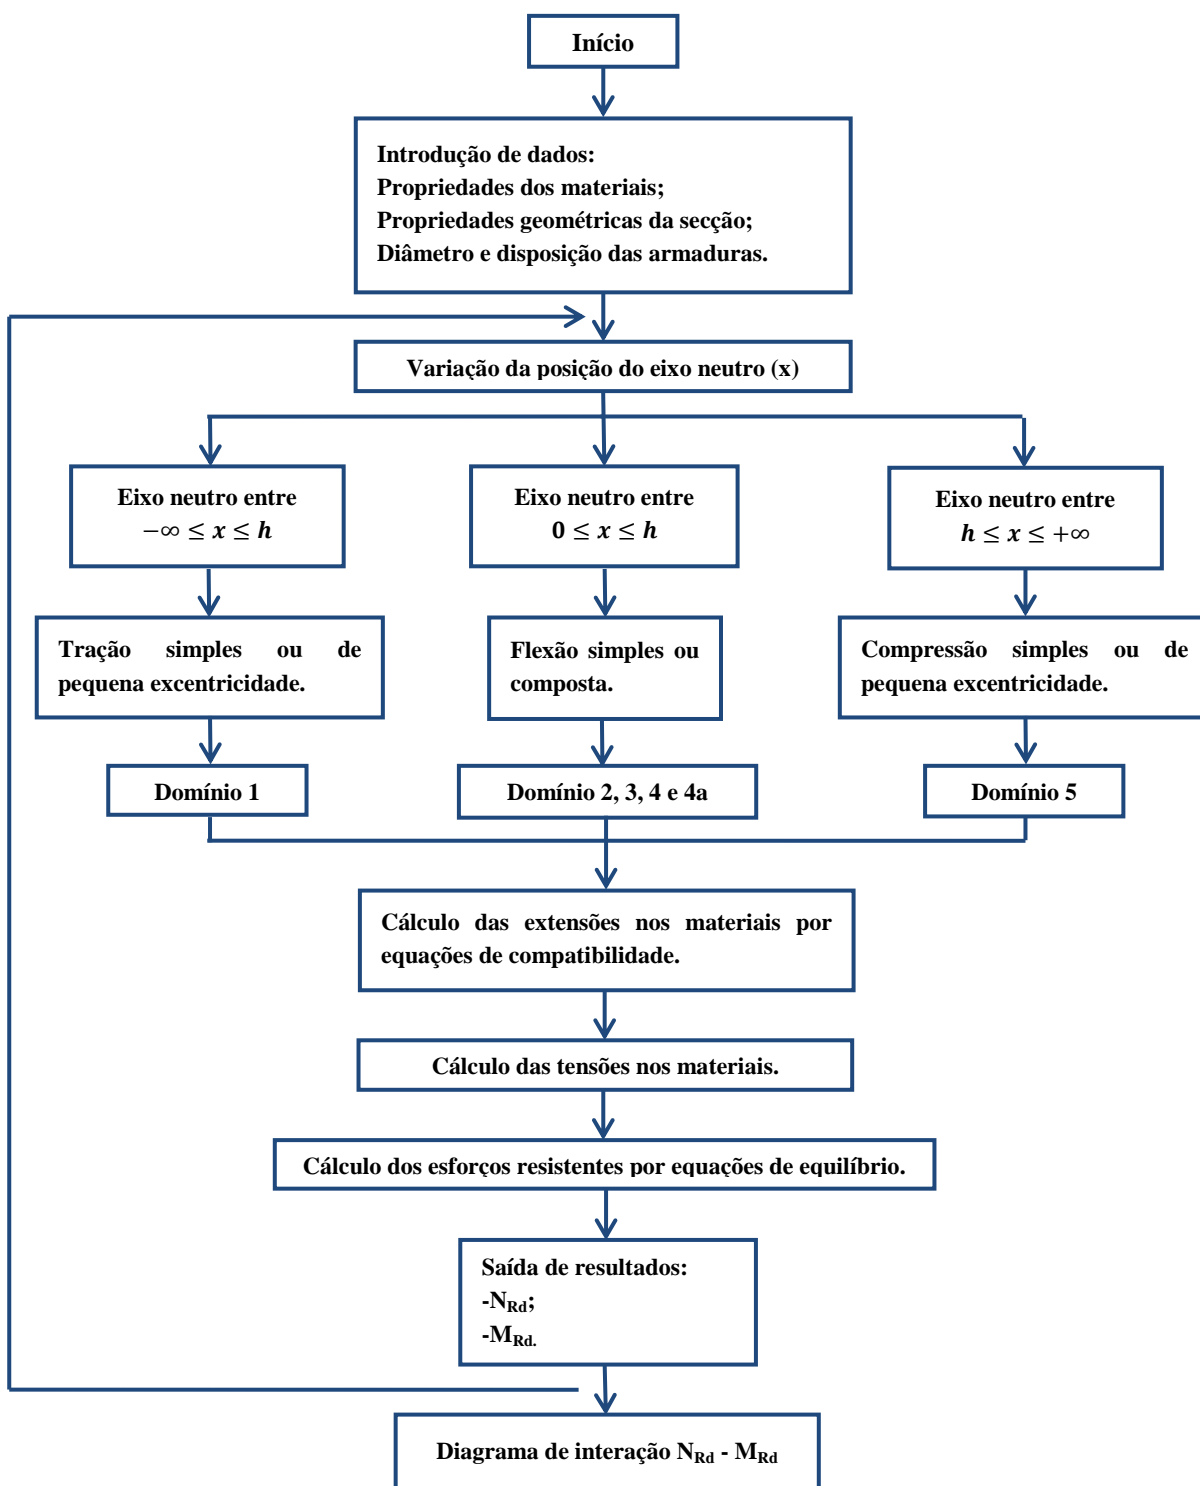 Início
Introdução de dados:
Propriedades dos materiais;
Propriedades geométricas da secção;
Diâmetro e disposição das armaduras.
Variação da posição do eixo neutro (x)
Eixo neutro entre
−∞ ≤ x ≤ h
Eixo neutro entre
0 ≤ x ≤ h
Eixo neutro entre
h ≤ x ≤ +∞
Tração simples ou de
pequena excentricidade.
Flexão simples ou
composta.
Compressão simples ou de
pequena excentricidade.
Domínio 1
Domínio 2, 3, 4 e 4a
Domínio 5
Cálculo das extensões nos materiais por
equações de compatibilidade.
Cálculo das tensões nos materiais.
Cálculo dos esforços resistentes por equações de equilíbrio.
Saída de resultados:
-NRd;
-MRd.
Diagrama de interação NRd - MRd